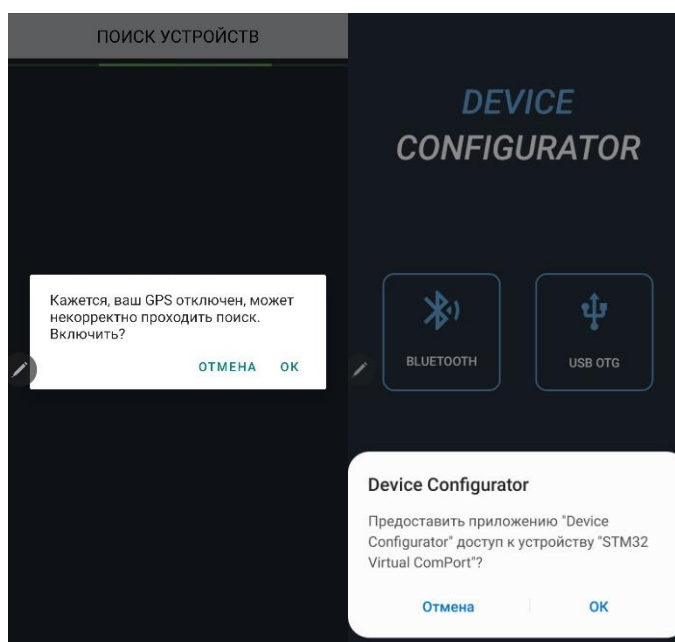 ПОИСК УСТРОЙСТВ
Кажется, ваш GPS отключен, может
некорректно проходить поиск.
Включить?
ОТМЕНА ОК
DEVICE
CONFIGURATOR
BLUETOOTH
USB OTG
Device Configurator
Предоставить приложению "Device
Configurator" доступ к устройству "STM32
Virtual ComPort"?
Отмена ОК